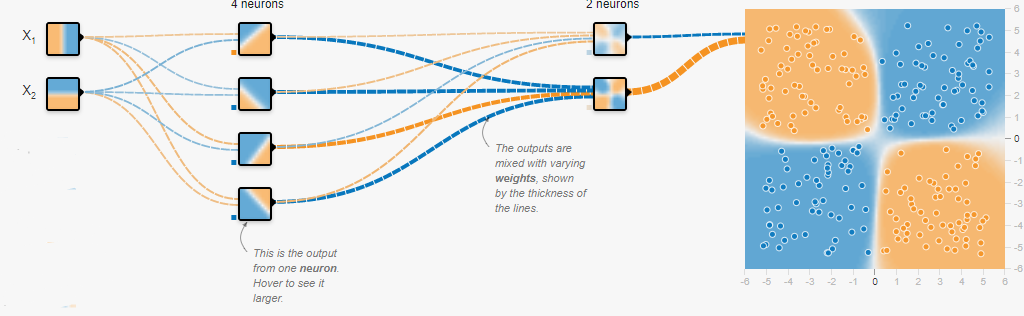 4 neurons
2 neurons
X1
X2
The outputs are
mixed with varying
weights, shown
by the thickness of
the lines.
This is the output
from one neuron.
Hover to see it
larger.
6
5
4
3
2
1
0
-1
-2
-3
-4
-5
-6
-6 -5 -4 -3 -2 -1 0 1 2 3 4 5 6